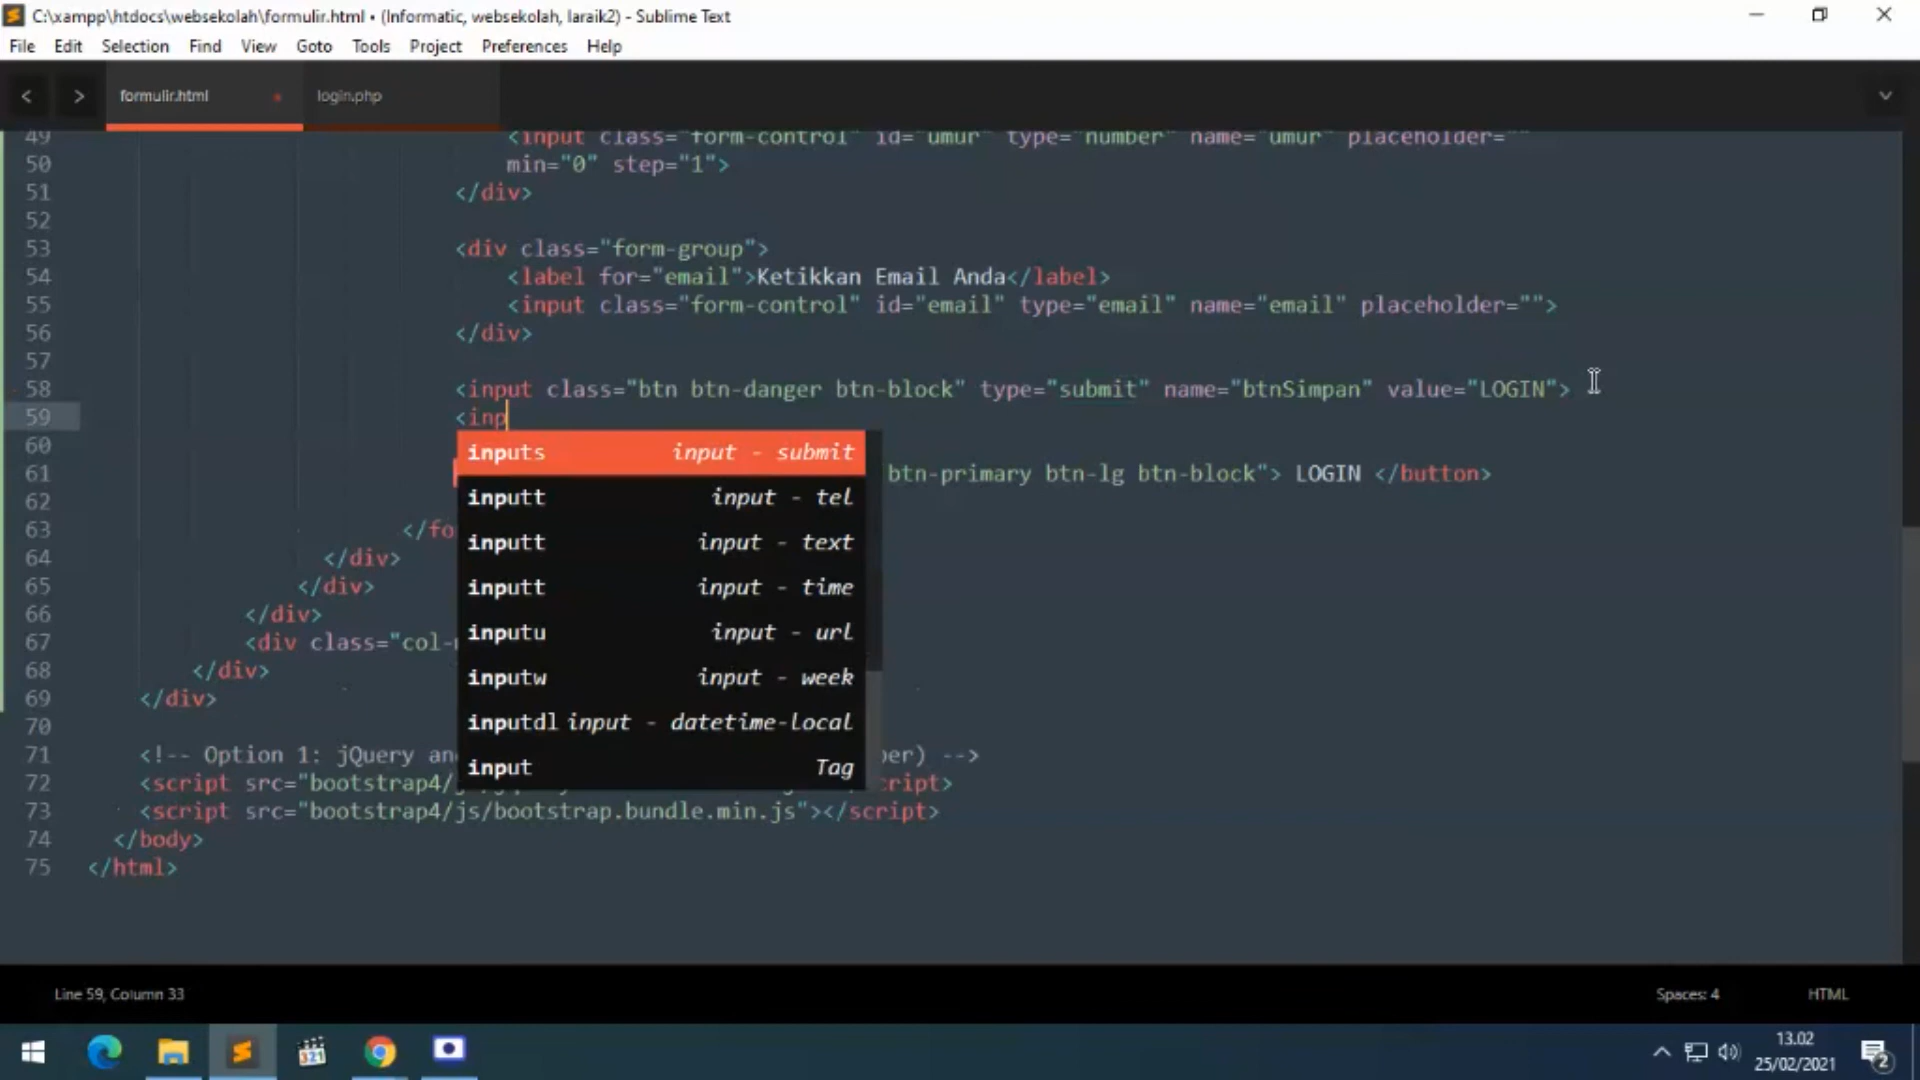 C:\xampp\htdocs\websekolah\formulir.html • (Informatic, websekolah, laraik2) - Sublime Text
File Edit Selection Find View Goto Tools Project Preferences Help
formulir.html login.php
49 <input class="form-control" id="umur" type="number" name="umur" placeholder=""
50 min="0" step="1">
51 </div>
52
53 <div class="form-group">
54 <label for="email">Ketikkan Email Anda</label>
55 <input class="form-control" id="email" type="email" name="email" placeholder="">
56 </div>
57
58 <input class="btn btn-danger btn-block" type="submit" name="btnSimpan" value="LOGIN">
59 <inp
60
inputs input - submit
61 btn-primary btn-lg btn-block"> LOGIN </button>
62
inputt input - tel
63 </fo
inputt input - text
64 </div>
65 </div>
inputt input - time
66 </div>
67 <div class="col-
inputu input - url
68 </div>
inputw input - week
69 </div>
70
inputdl input - datetime-local
71 <!-- Option 1: jQuery an per) -->
input Tag
72 <script src="bootstrap4/ cript>
73 <script src="bootstrap4/js/bootstrap.bundle.min.js"></script>
74 </body>
75 </html>
Line 59, Column 33 Spaces: 4 HTML
321
13.02
25/02/2021
2